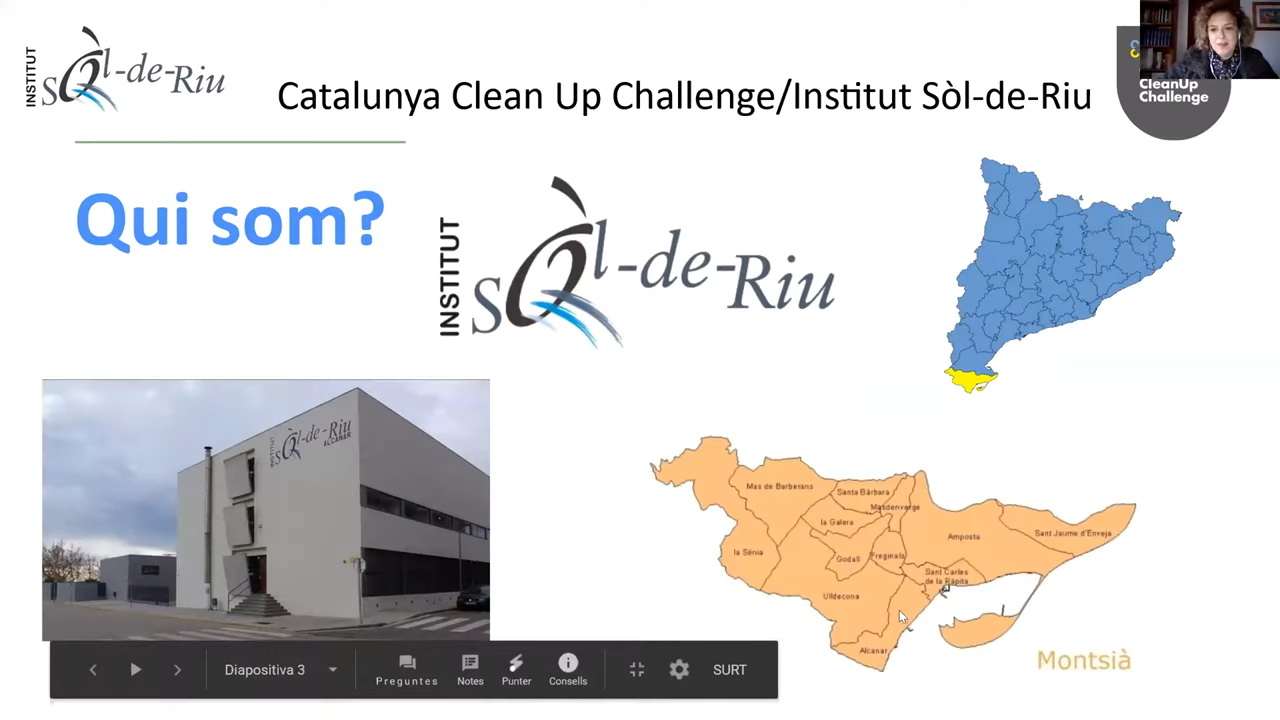 INSTITUT
Sòl-de-Riu
Catalunya Clean Up Challenge/Institut Sòl-de-Riu
CleanUp
Challenge
Qui som?
INSTITUT
Sòl-de-Riu
INSTITUT
Sòl-de-Riu
ALCANAR
Mas de Barberans
Santa Bàrbara
Masdenverge
la Galera
Amposta
Sant Jaume d'Enveja
la Sénia
Godall
Freginals
Sant Carles
de la Ràpita
Ulldecona
Alcanar
Montsià
Diapositiva 3
Preguntes
Notes
Punter
Consells
SURT